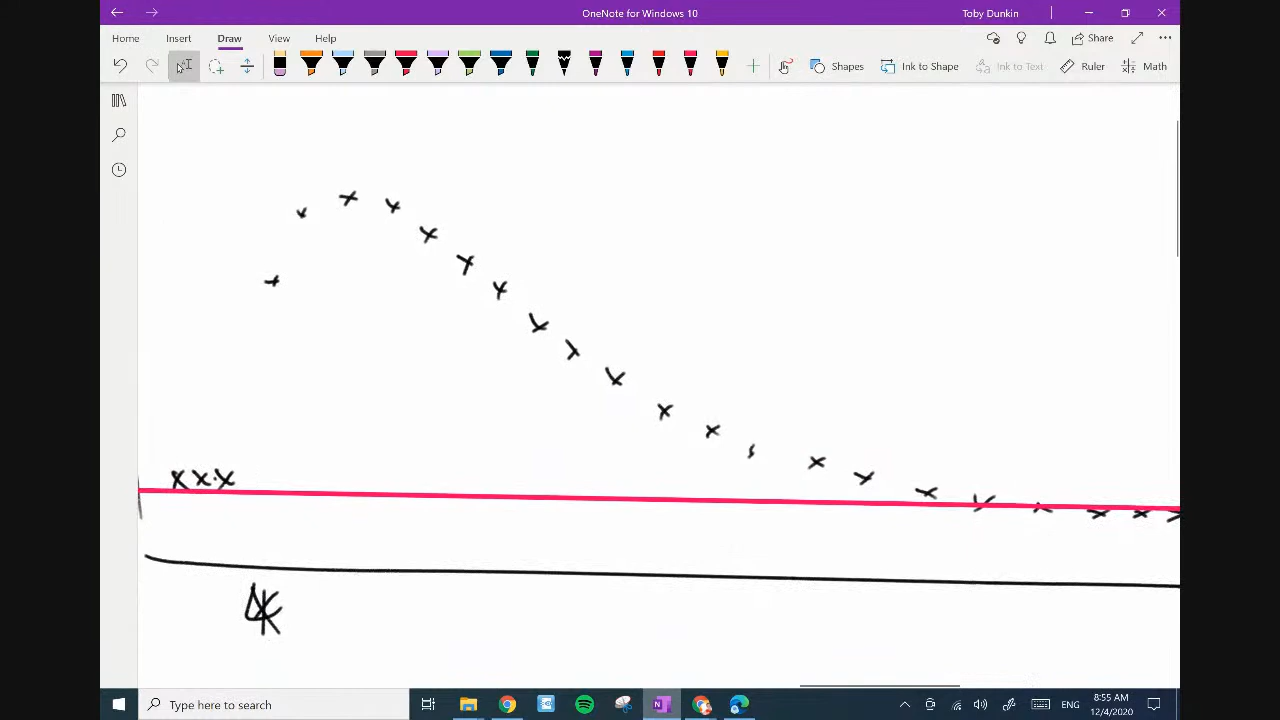 OneNote for Windows 10
Toby Dunkin
Home Insert Draw View Help
Share
Shapes Ink to Shape Ink to Text Ruler Math
x x x
Type here to search
ENG
8:55 AM
12/4/2020